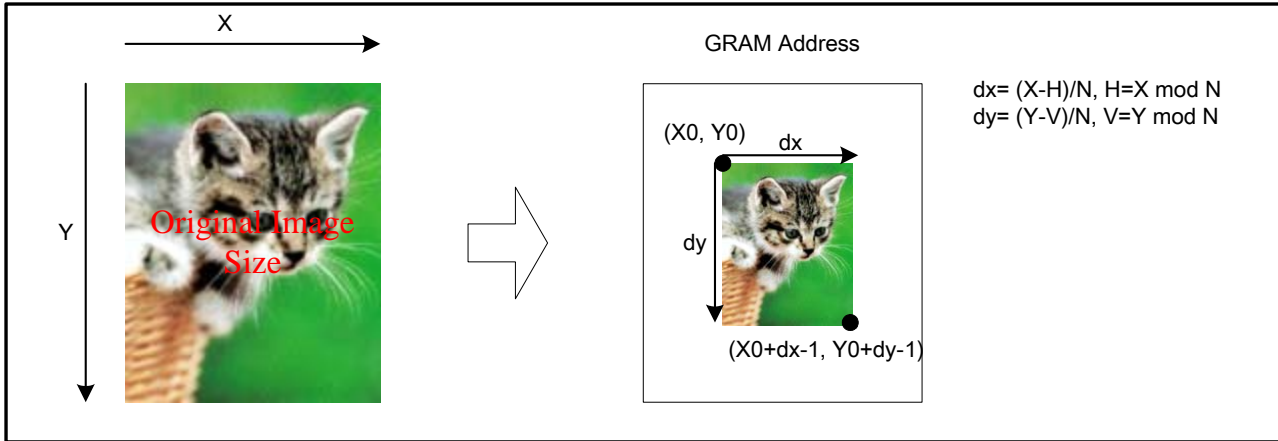 X
Y
Original Image
Size
GRAM Address
(X0, Y0)
dx
dy
(X0+dx-1, Y0+dy-1)
dx= (X-H)/N, H=X mod N
dy= (Y-V)/N, V=Y mod N